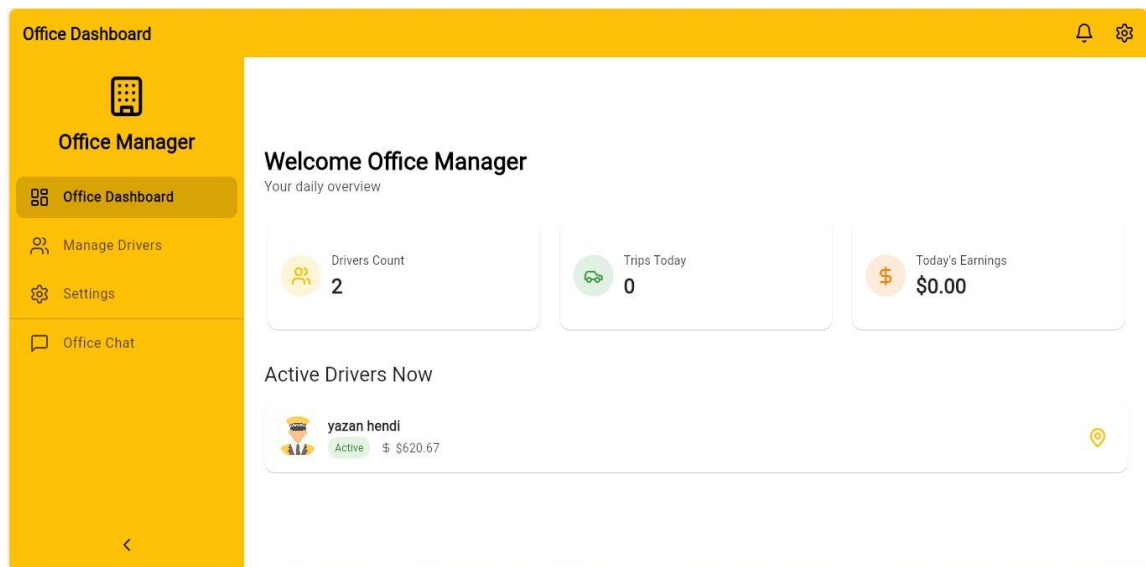 Office Dashboard
Office Manager
Office Dashboard
Manage Drivers
Settings
Office Chat
Welcome Office Manager
Your daily overview
Drivers Count
2
Trips Today
0
Today's Earnings
$0.00
Active Drivers Now
yazan hendi
Active $ $620.67